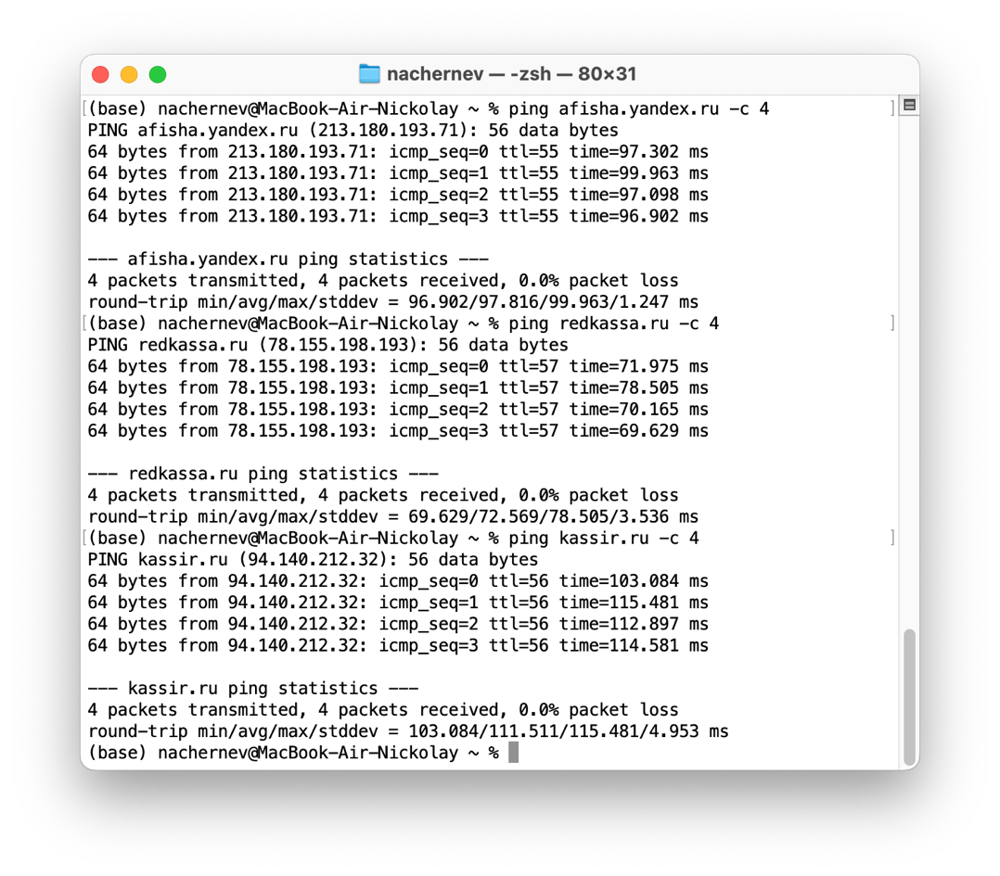 nachernev — -zsh — 80×31
[(base) nachernev@MacBook-Air-Nickolay ~ % ping afisha.yandex.ru -c 4 ]
PING afisha.yandex.ru (213.180.193.71): 56 data bytes
64 bytes from 213.180.193.71: icmp_seq=0 ttl=55 time=97.302 ms
64 bytes from 213.180.193.71: icmp_seq=1 ttl=55 time=99.963 ms
64 bytes from 213.180.193.71: icmp_seq=2 ttl=55 time=97.098 ms
64 bytes from 213.180.193.71: icmp_seq=3 ttl=55 time=96.902 ms

--- afisha.yandex.ru ping statistics ---
4 packets transmitted, 4 packets received, 0.0% packet loss
round-trip min/avg/max/stddev = 96.902/97.816/99.963/1.247 ms
[(base) nachernev@MacBook-Air-Nickolay ~ % ping redkassa.ru -c 4 ]
PING redkassa.ru (78.155.198.193): 56 data bytes
64 bytes from 78.155.198.193: icmp_seq=0 ttl=57 time=71.975 ms
64 bytes from 78.155.198.193: icmp_seq=1 ttl=57 time=78.505 ms
64 bytes from 78.155.198.193: icmp_seq=2 ttl=57 time=70.165 ms
64 bytes from 78.155.198.193: icmp_seq=3 ttl=57 time=69.629 ms

--- redkassa.ru ping statistics ---
4 packets transmitted, 4 packets received, 0.0% packet loss
round-trip min/avg/max/stddev = 69.629/72.569/78.505/3.536 ms
[(base) nachernev@MacBook-Air-Nickolay ~ % ping kassir.ru -c 4 ]
PING kassir.ru (94.140.212.32): 56 data bytes
64 bytes from 94.140.212.32: icmp_seq=0 ttl=56 time=103.084 ms
64 bytes from 94.140.212.32: icmp_seq=1 ttl=56 time=115.481 ms
64 bytes from 94.140.212.32: icmp_seq=2 ttl=56 time=112.897 ms
64 bytes from 94.140.212.32: icmp_seq=3 ttl=56 time=114.581 ms

--- kassir.ru ping statistics ---
4 packets transmitted, 4 packets received, 0.0% packet loss
round-trip min/avg/max/stddev = 103.084/111.511/115.481/4.953 ms
(base) nachernev@MacBook-Air-Nickolay ~ %